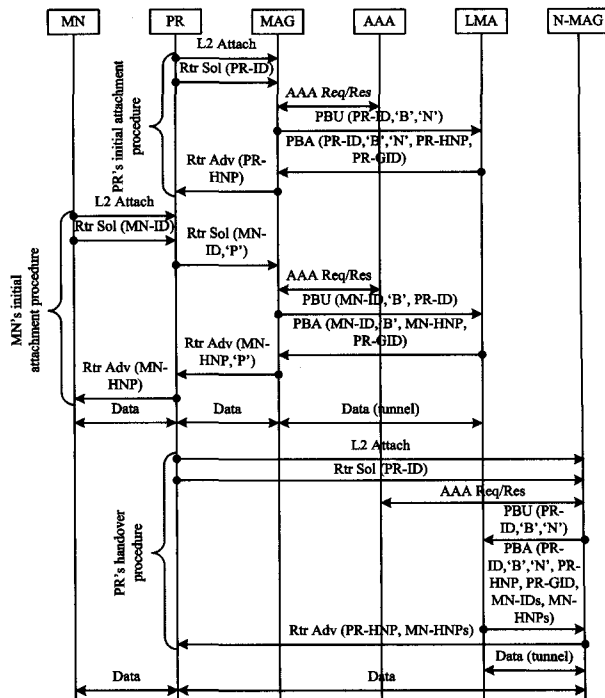 MN PR MAG AAA LMA N-MAG
L2 Attach
Rtr Sol (PR-ID)
AAA Req/Res
PBU (PR-ID,‘B’,‘N’)
PBA (PR-ID,‘B’,‘N’, PR-HNP,
PR-GID)
Rtr Adv (PR-
HNP)
PR's initial attachment
procedure
L2 Attach
Rtr Sol (MN-ID)
Rtr Sol (MN-
ID,‘P’)
AAA Req/Res
PBU (MN-ID,‘B’, PR-ID)
PBA (MN-ID,‘B’, MN-HNP,
PR-GID)
Rtr Adv (MN-
HNP,‘P’)
Rtr Adv (MN-
HNP)
MN's initial
attachment procedure
Data Data Data (tunnel)
L2 Attach
Rtr Sol (PR-ID)
AAA Req/Res
PBU (PR-
ID,‘B’,‘N’)
PBA (PR-
ID,‘B’,‘N’, PR-
HNP, PR-GID,
MN-IDs, MN-
HNPs)
Rtr Adv (PR-HNP, MN-HNPs)
PR's handover
procedure
Data (tunnel)
Data Data